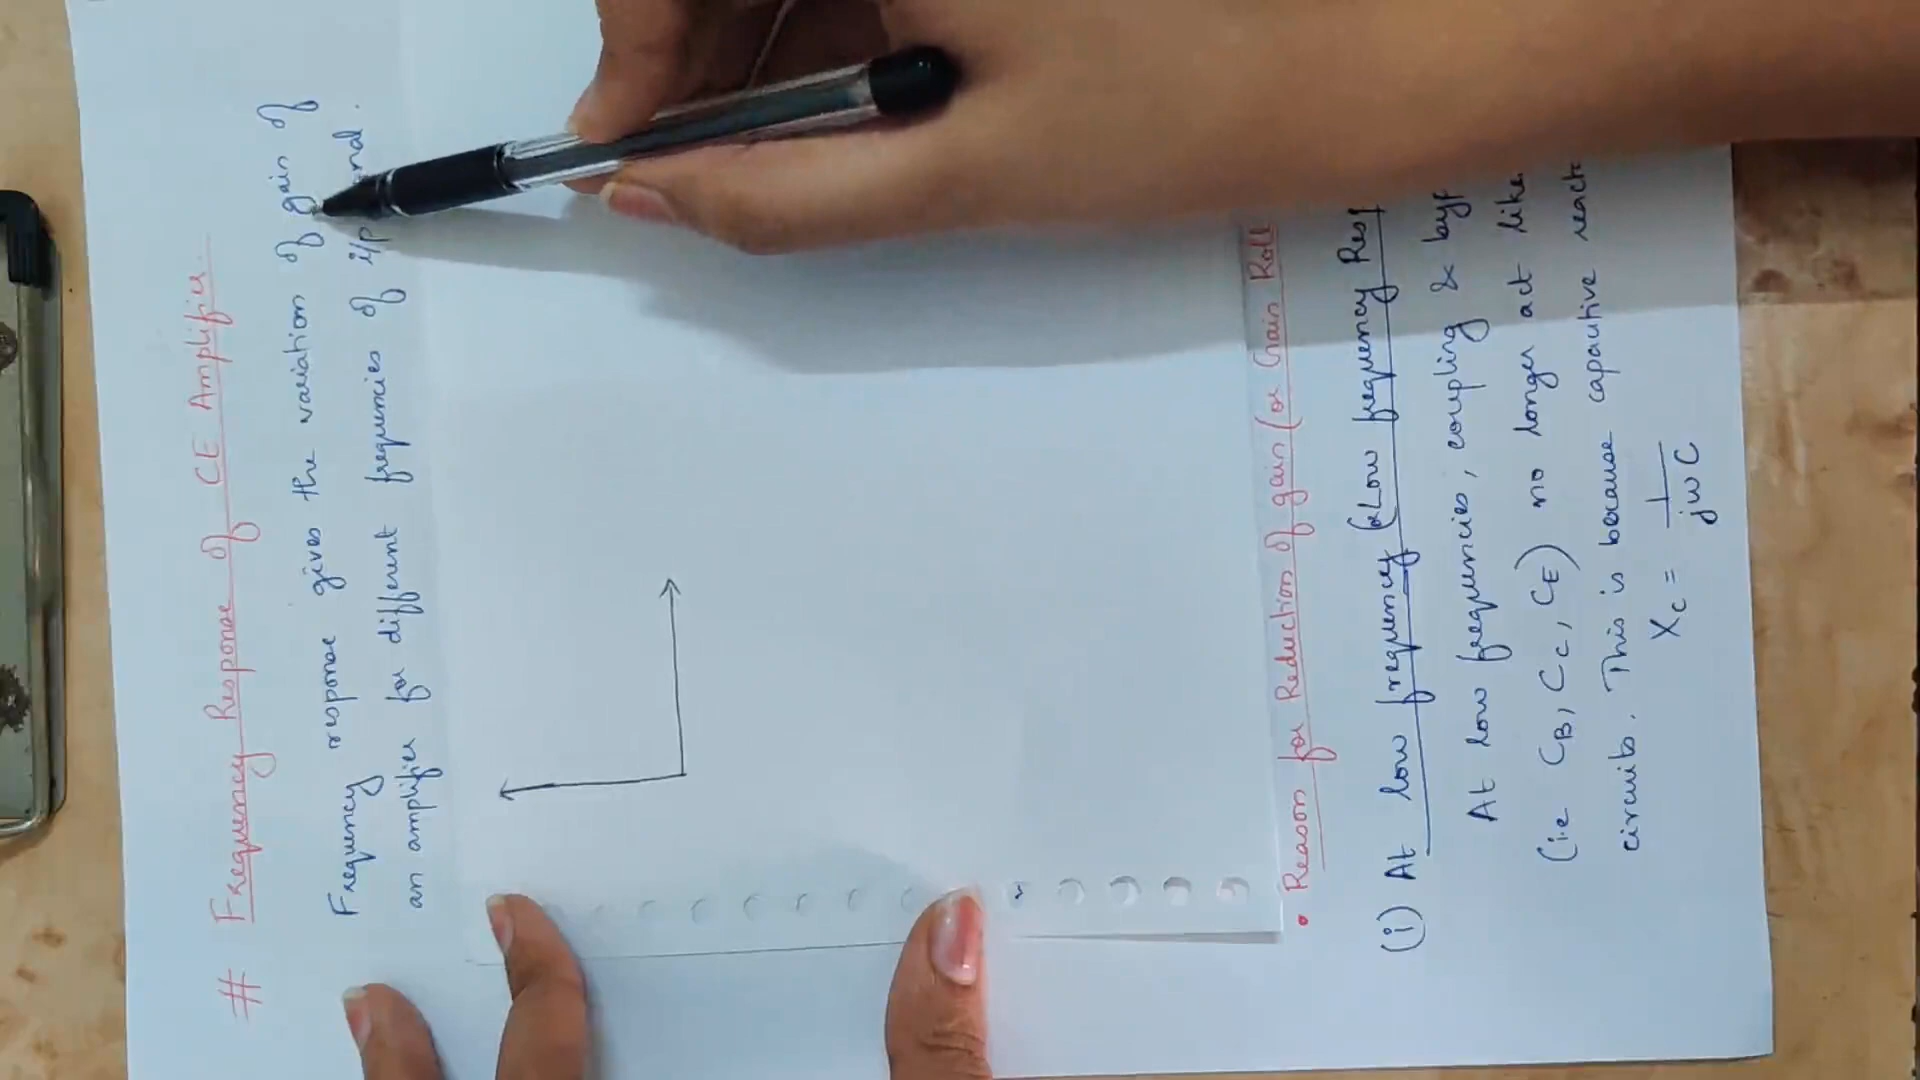 # Frequency Response of CE Amplifier.
Frequency response gives the variation of gain of
an amplifier for different frequencies of i/p
• Reason for Reduction of gain (or Gain Roll
(i) At low frequency (Low frequency Res
At low frequencies, coupling & byp
(i.e CB, CC, CE) no longer act like
circuits. This is because capacitive react
Xc = 1/jωC